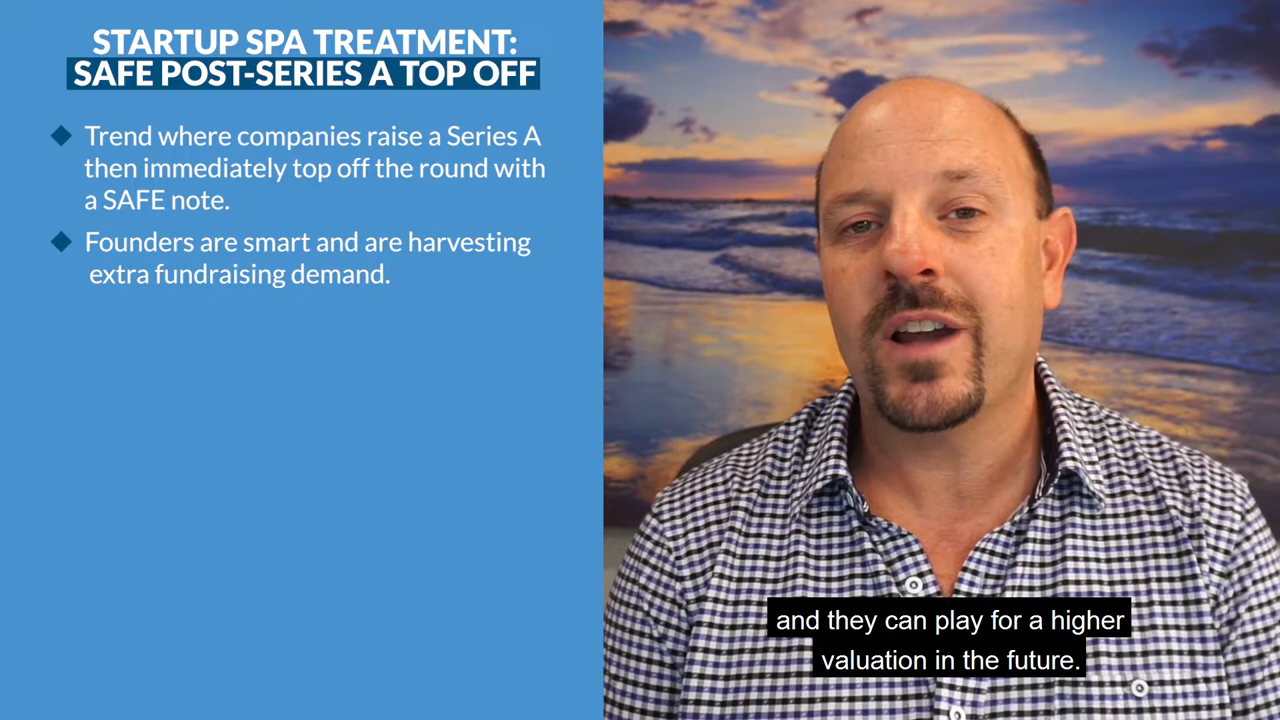 STARTUP SPA TREATMENT:
SAFE POST-SERIES A TOP OFF
Trend where companies raise a Series A
then immediately top off the round with
a SAFE note.
Founders are smart and are harvesting
extra fundraising demand.
and they can play for a higher
valuation in the future.